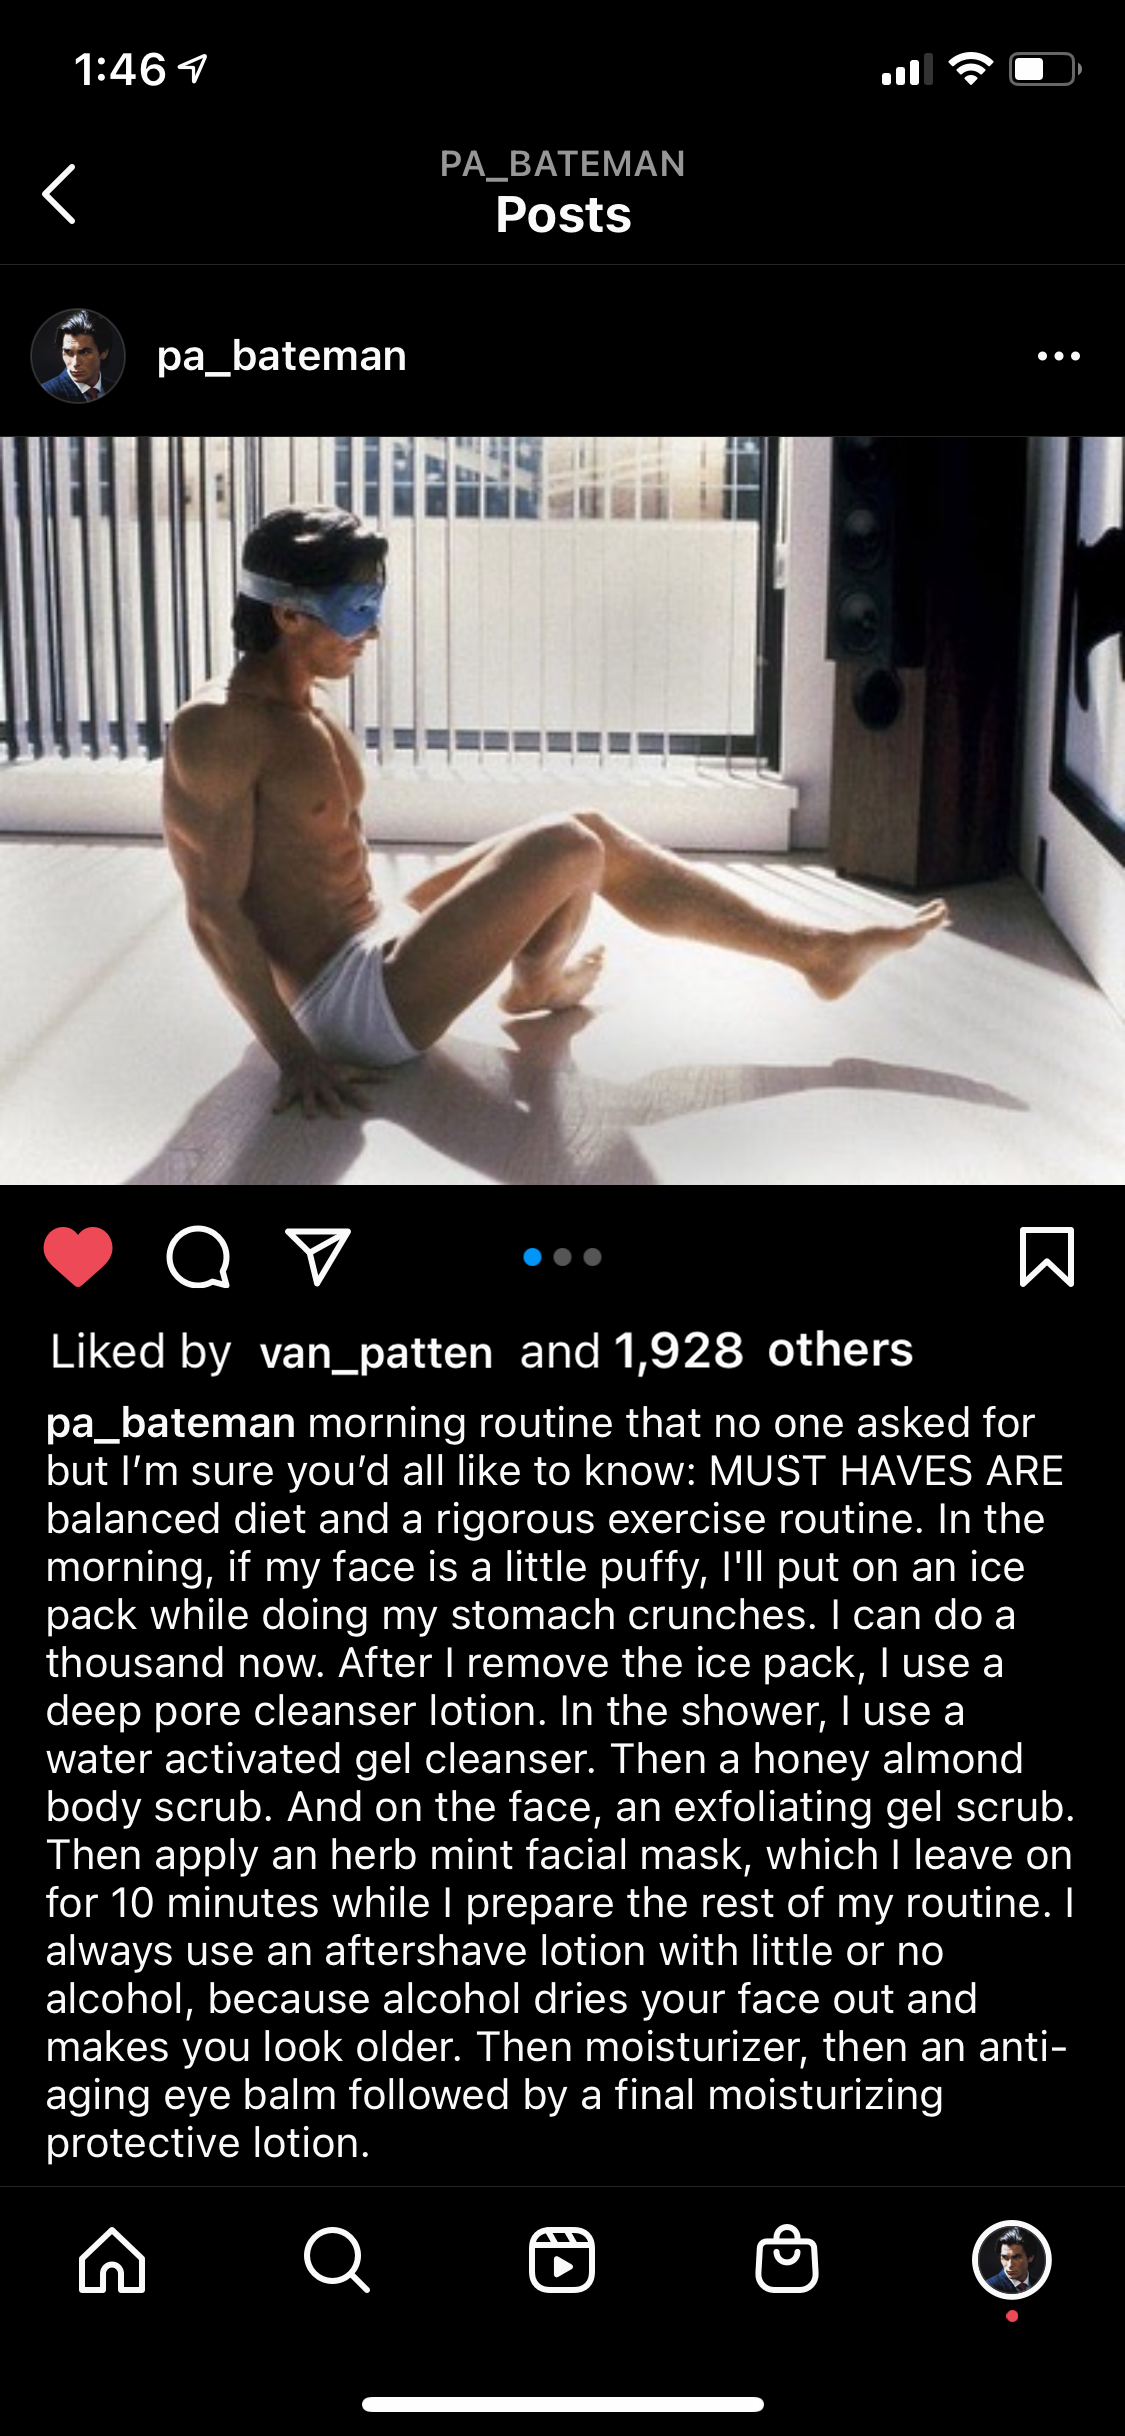 1:46
PA_BATEMAN
Posts
pa_bateman
Liked by van_patten and 1,928 others
pa_bateman morning routine that no one asked for
but I’m sure you’d all like to know: MUST HAVES ARE
balanced diet and a rigorous exercise routine. In the
morning, if my face is a little puffy, I'll put on an ice
pack while doing my stomach crunches. I can do a
thousand now. After I remove the ice pack, I use a
deep pore cleanser lotion. In the shower, I use a
water activated gel cleanser. Then a honey almond
body scrub. And on the face, an exfoliating gel scrub.
Then apply an herb mint facial mask, which I leave on
for 10 minutes while I prepare the rest of my routine. I
always use an aftershave lotion with little or no
alcohol, because alcohol dries your face out and
makes you look older. Then moisturizer, then an anti-
aging eye balm followed by a final moisturizing
protective lotion.